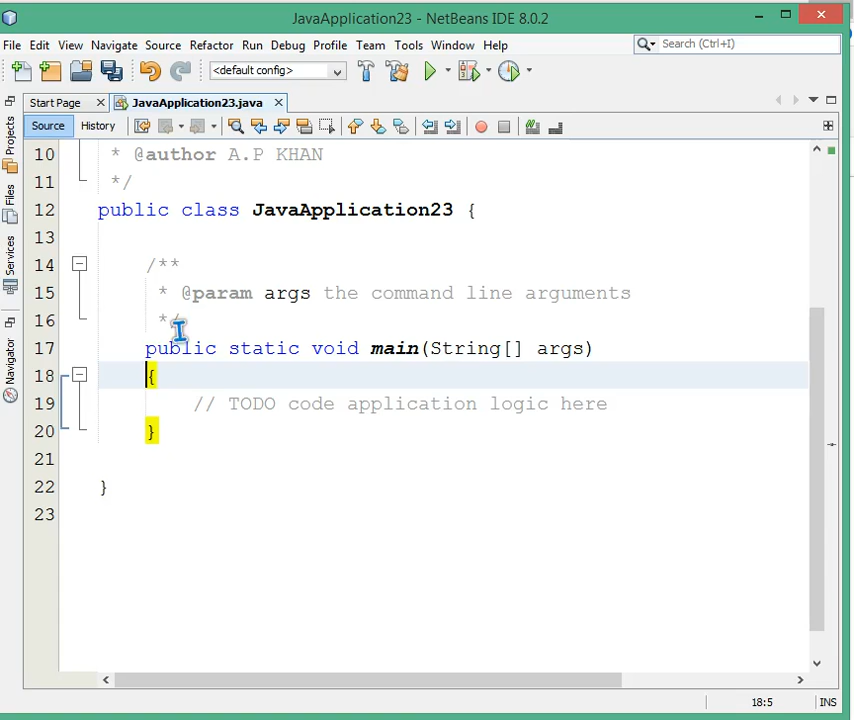 JavaApplication23 - NetBeans IDE 8.0.2
File Edit View Navigate Source Refactor Run Debug Profile Team Tools Window Help
Search (Ctrl+I)
<default config>
Start Page JavaApplication23.java
Source History
Projects
Files
Services
Navigator
10 * @author A.P KHAN
11 */
12 public class JavaApplication23 {
13
14 /**
15 * @param args the command line arguments
16 */
17 public static void main(String[] args)
18 {
19 // TODO code application logic here
20 }
21
22 }
23
18:5 INS